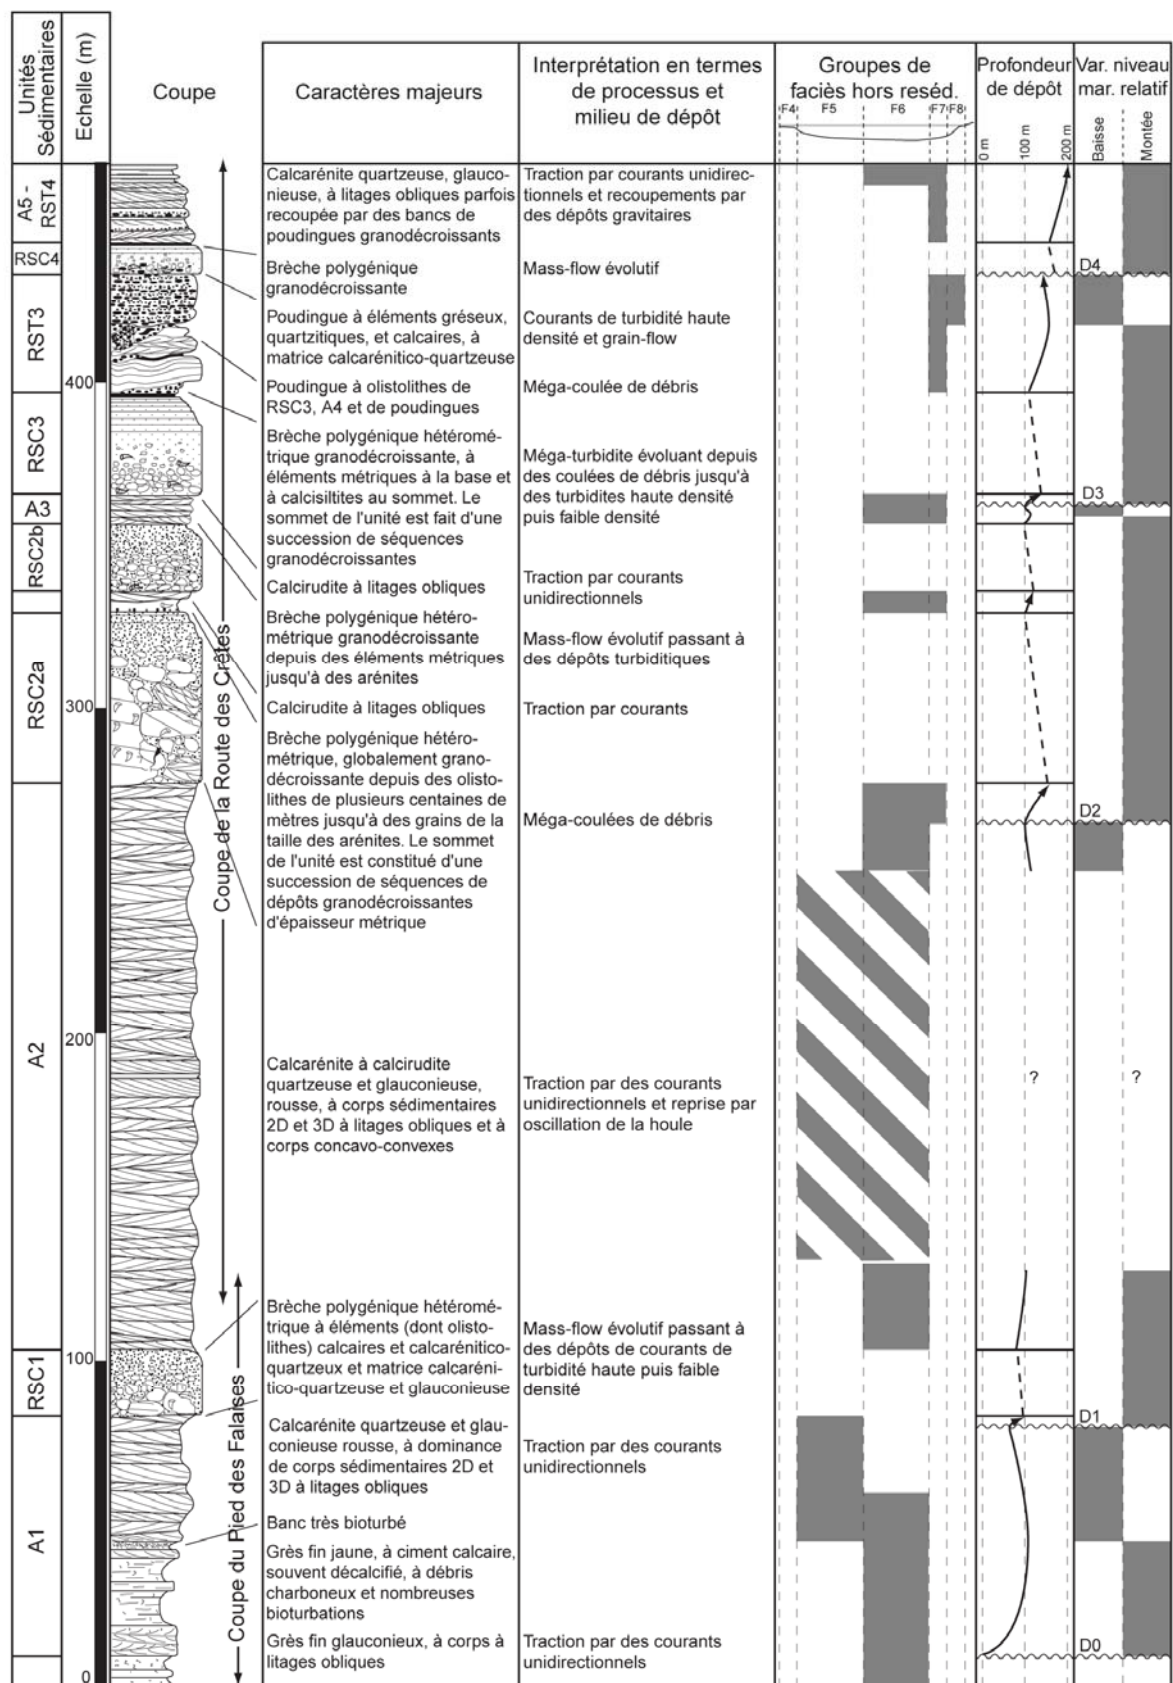 Unités
Sédimentaires
Echelle (m)
Coupe
Caractères majeurs
Interprétation en termes
de processus et
milieu de dépôt
Groupes de
faciès hors reséd.
F4
F5
F6
F7
F8
Profondeur
de dépôt
0 m
100 m
200 m
Var. niveau
mar. relatif
Baisse
Montée
A5 -
RST4
RSC4
RST3
RSC3
A3
RSC2b
RSC2a
A2
RSC1
A1
400
300
200
100
0
Coupe de la Route des Crêtes
Coupe du Pied des Falaises
Calcarénite quartzeuse, glauco-
nieuse, à litages obliques parfois
recoupée par des bancs de
poudingues granodécroissants
Brèche polygénique
granodécroissante
Poudingue à éléments gréseux,
quartzitiques, et calcaires, à
matrice calcarénitico-quartzeuse
Poudingue à olistolithes de
RSC3, A4 et de poudingues
Brèche polygénique hétéromé-
trique granodécroissante, à
éléments métriques à la base et
à calcisiltites au sommet. Le
sommet de l'unité est fait d'une
succession de séquences
granodécroissantes
Calcirudite à litages obliques
Brèche polygénique hétéro-
métrique granodécroissante
depuis des éléments métriques
jusqu'à des arénites
Calcirudite à litages obliques
Brèche polygénique hétéro-
métrique, globalement grano-
décroissante depuis des olisto-
lithes de plusieurs centaines de
mètres jusqu'à des grains de la
taille des arénites. Le sommet
de l'unité est constitué d'une
succession de séquences de
dépôts granodécroissantes
d'épaisseur métrique
Calcarénite à calcirudite
quartzeuse et glauconieuse,
rousse, à corps sédimentaires
2D et 3D à litages obliques et à
corps concavo-convexes
Brèche polygénique hétéromé-
trique à éléments (dont olisto-
lithes) calcaires et calcarénitico-
quartzeux et matrice calcaréni-
tico-quartzeuse et glauconieuse
Calcarénite quartzeuse et glau-
conieuse rousse, à dominance
de corps sédimentaires 2D et
3D à litages obliques
Banc très bioturbé
Grès fin jaune, à ciment calcaire,
souvent décalcifié, à débris
charboneux et nombreuses
bioturbations
Grès fin glauconieux, à corps à
litages obliques
Traction par courants unidirec-
tionnels et recoupements par
des dépôts gravitaires
Mass-flow évolutif
Courants de turbidité haute
densité et grain-flow
Méga-coulée de débris
Méga-turbidite évoluant depuis
des coulées de débris jusqu'à
des turbidites haute densité
puis faible densité
Traction par courants
unidirectionnels
Mass-flow évolutif passant à
des dépôts turbiditiques
Traction par courants
Méga-coulées de débris
Traction par des courants
unidirectionnels et reprise par
oscillation de la houle
Mass-flow évolutif passant à
des dépôts de courants de
turbidité haute puis faible
densité
Traction par des courants
unidirectionnels
Traction par des courants
unidirectionnels
D4
D3
D2
?
?
D1
D0